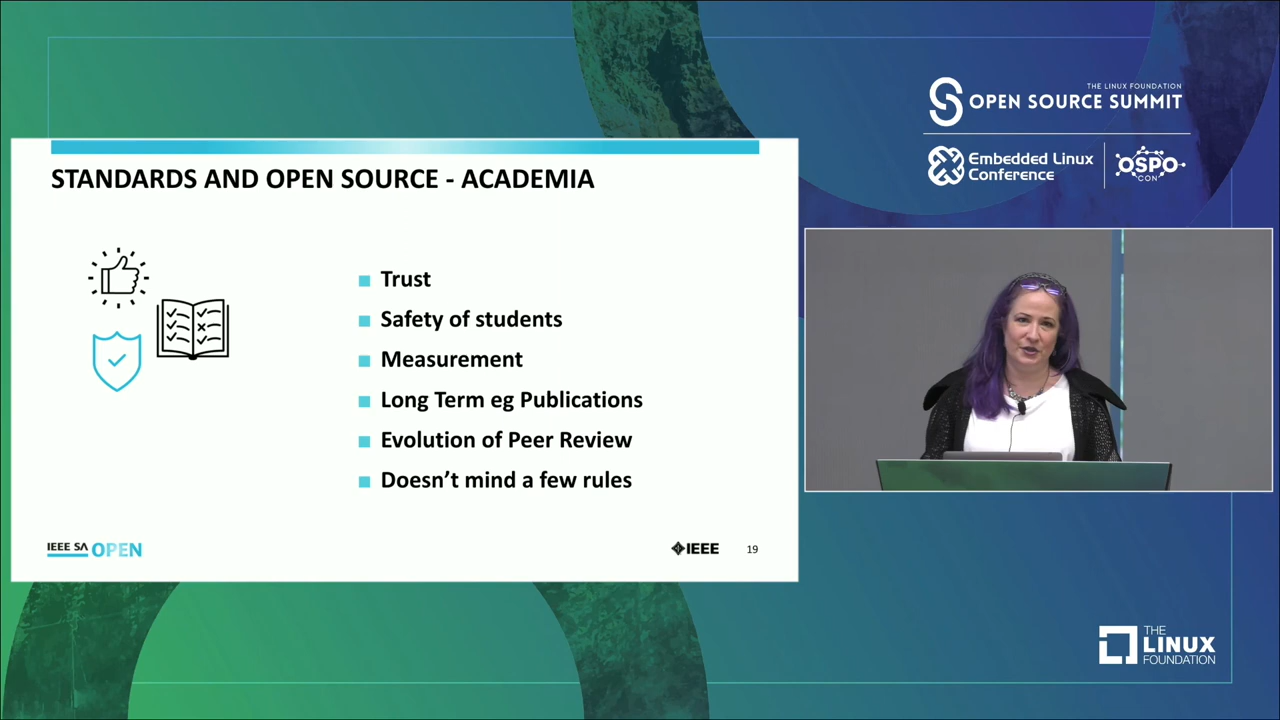 STANDARDS AND OPEN SOURCE - ACADEMIA
Trust
Safety of students
Measurement
Long Term eg Publications
Evolution of Peer Review
Doesn’t mind a few rules
IEEE SA OPEN
IEEE
19
THE LINUX FOUNDATION
OPEN SOURCE SUMMIT
Embedded Linux
Conference
OSPO
CON
THE
LINUX
FOUNDATION